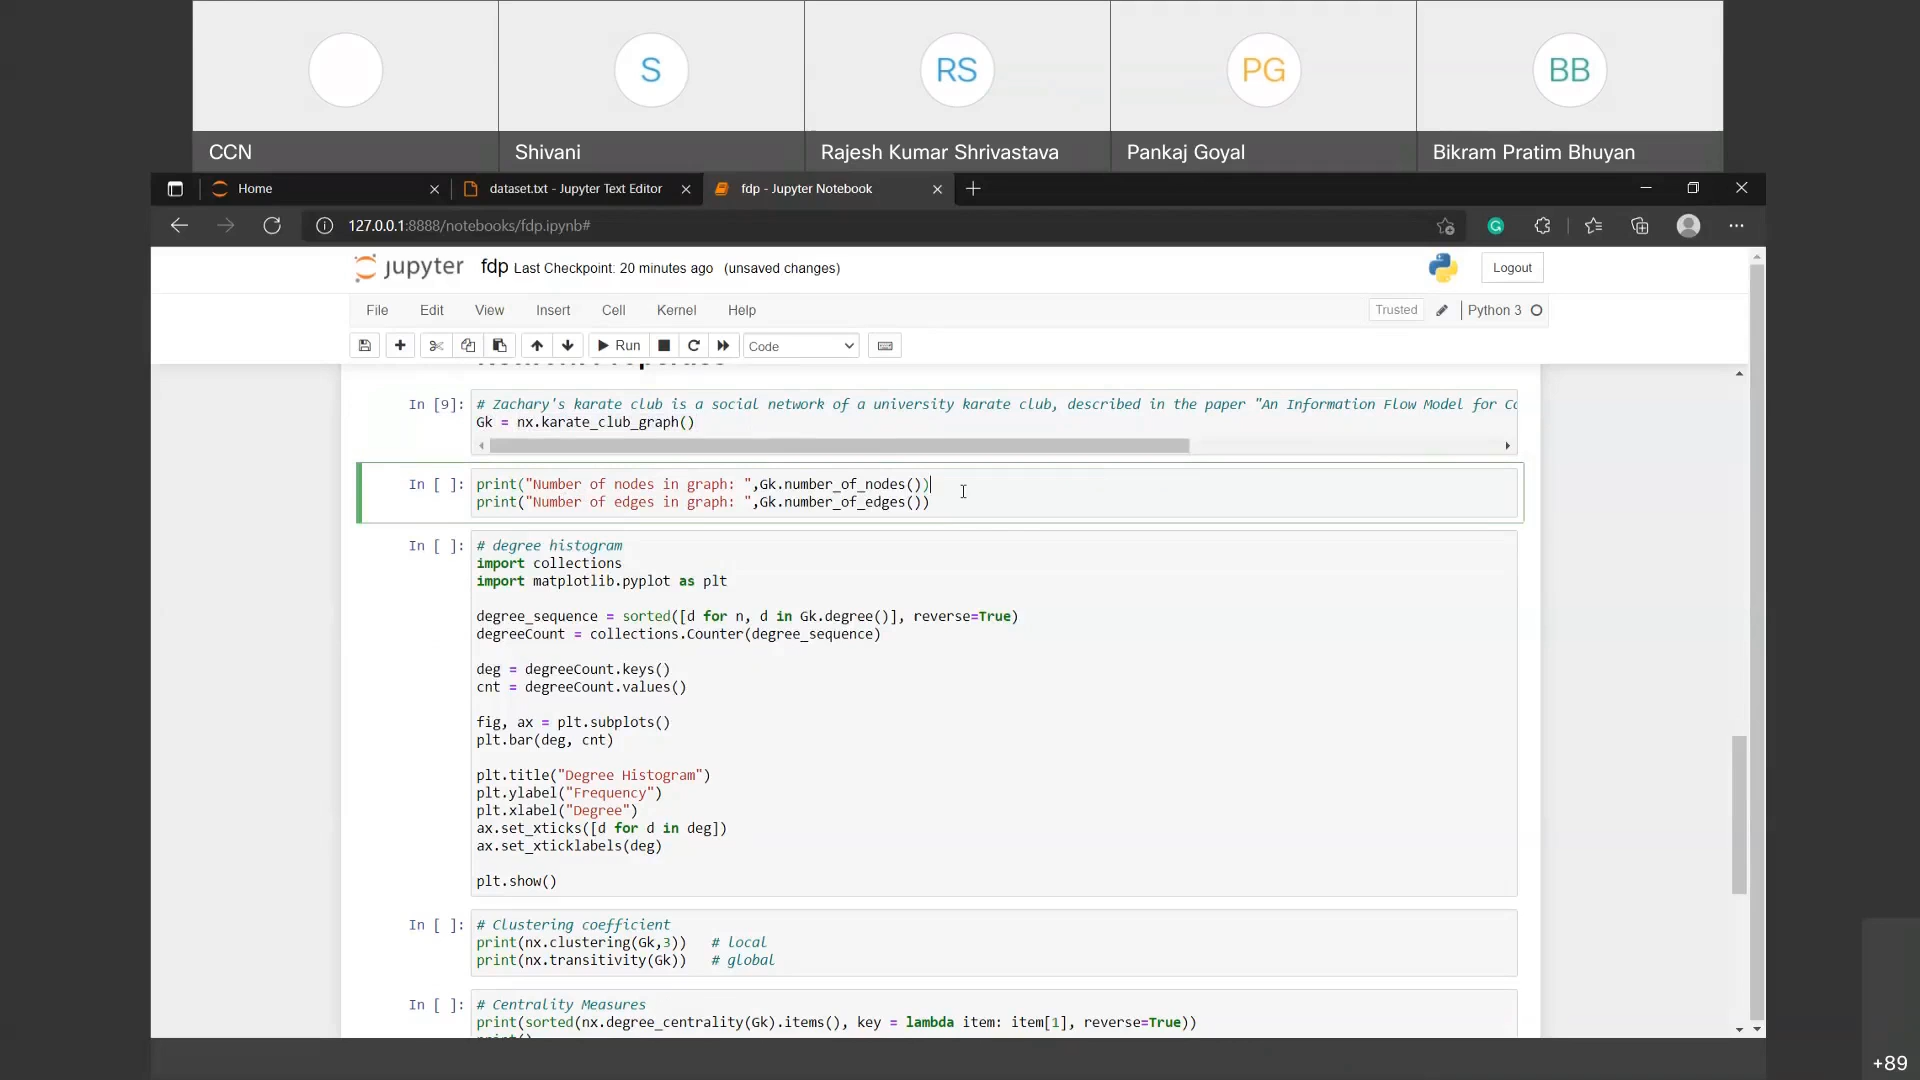 S
RS
PG
BB
CCN
Shivani
Rajesh Kumar Shrivastava
Pankaj Goyal
Bikram Pratim Bhuyan
Home
dataset.txt - Jupyter Text Editor
fdp - Jupyter Notebook
127.0.0.1:8888/notebooks/fdp.ipynb#
jupyter
fdp Last Checkpoint: 20 minutes ago (unsaved changes)
Logout
File Edit View Insert Cell Kernel Help
Trusted
Python 3
Run
Code
Network Properties
In [9]:
# Zachary's karate club is a social network of a university karate club, described in the paper "An Information Flow Model for Co
Gk = nx.karate_club_graph()
In [ ]:
print("Number of nodes in graph: ",Gk.number_of_nodes())
print("Number of edges in graph: ",Gk.number_of_edges())
In [ ]:
# degree histogram
import collections
import matplotlib.pyplot as plt
degree_sequence = sorted([d for n, d in Gk.degree()], reverse=True)
degreeCount = collections.Counter(degree_sequence)
deg = degreeCount.keys()
cnt = degreeCount.values()
fig, ax = plt.subplots()
plt.bar(deg, cnt)
plt.title("Degree Histogram")
plt.ylabel("Frequency")
plt.xlabel("Degree")
ax.set_xticks([d for d in deg])
ax.set_xticklabels(deg)
plt.show()
In [ ]:
# Clustering coefficient
print(nx.clustering(Gk,3)) # local
print(nx.transitivity(Gk)) # global
In [ ]:
# Centrality Measures
print(sorted(nx.degree_centrality(Gk).items(), key = lambda item: item[1], reverse=True))
print()
+89